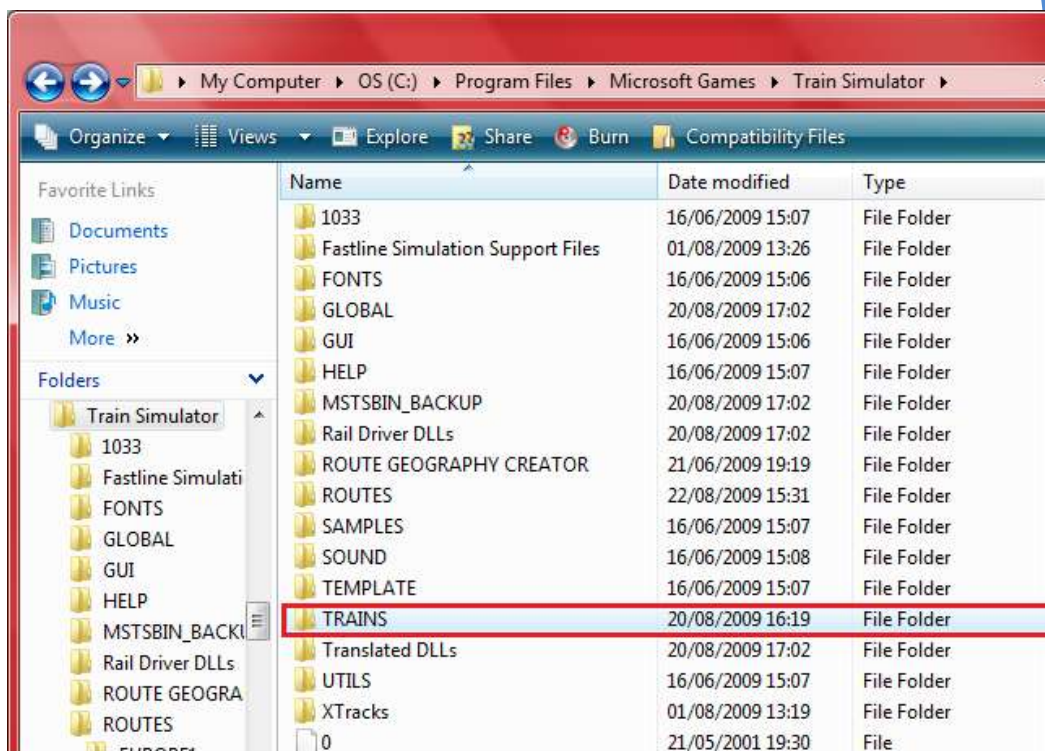 My Computer ▸ OS (C:) ▸ Program Files ▸ Microsoft Games ▸ Train Simulator ▸
Organize Views Explore Share Burn Compatibility Files
Favorite Links
Documents
Pictures
Music
More »
Folders
Train Simulator
1033
Fastline Simulati
FONTS
GLOBAL
GUI
HELP
MSTSBIN_BACKU
Rail Driver DLLs
ROUTE GEOGRA
ROUTES
Name Date modified Type
1033 16/06/2009 15:07 File Folder
Fastline Simulation Support Files 01/08/2009 13:26 File Folder
FONTS 16/06/2009 15:06 File Folder
GLOBAL 20/08/2009 17:02 File Folder
GUI 16/06/2009 15:06 File Folder
HELP 16/06/2009 15:07 File Folder
MSTSBIN_BACKUP 20/08/2009 17:02 File Folder
Rail Driver DLLs 20/08/2009 17:02 File Folder
ROUTE GEOGRAPHY CREATOR 21/06/2009 19:19 File Folder
ROUTES 22/08/2009 15:31 File Folder
SAMPLES 16/06/2009 15:07 File Folder
SOUND 16/06/2009 15:08 File Folder
TEMPLATE 16/06/2009 15:07 File Folder
TRAINS 20/08/2009 16:19 File Folder
Translated DLLs 20/08/2009 17:02 File Folder
UTILS 16/06/2009 15:07 File Folder
XTracks 01/08/2009 13:19 File Folder
0 21/05/2001 19:30 File